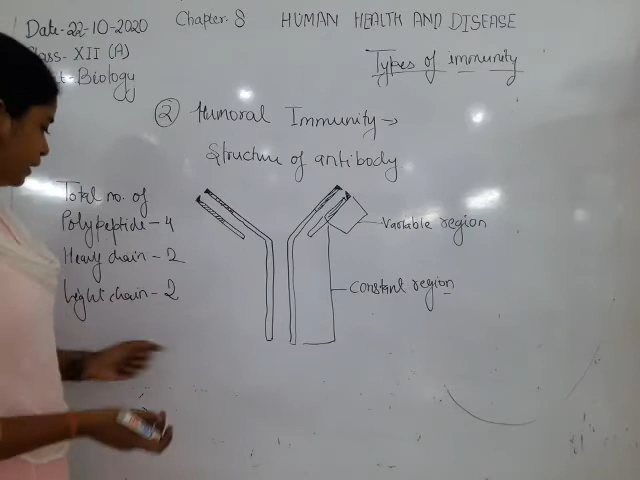 Date-22-10-2020
Chapter. 8 HUMAN HEALTH AND DISEASE
Class- XII (A)
Types of immunity
Biology
② Humoral Immunity →
Structure of antibody
Total no. of
Polypeptide - 4
Heavy chain - 2
Light chain - 2
Variable region
Constant region